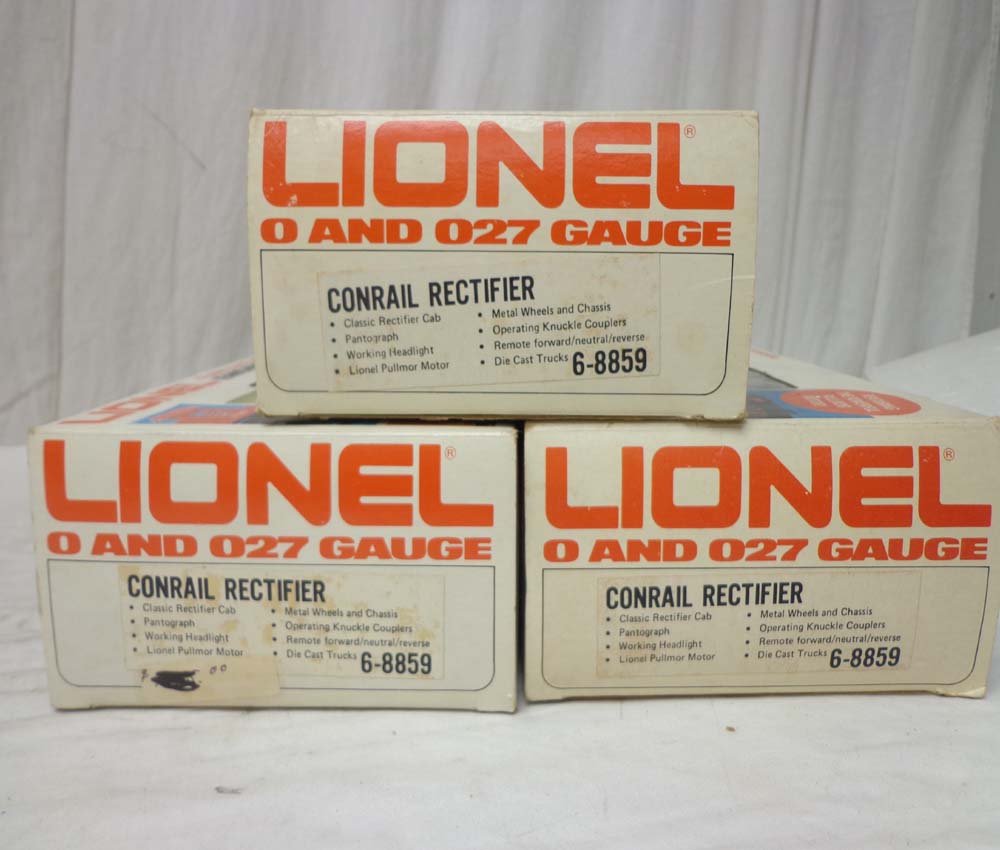 LIONEL®
O AND 027 GAUGE
CONRAIL RECTIFIER
• Classic Rectifier Cab
• Pantograph
• Working Headlight
• Lionel Pullmor Motor
• Metal Wheels and Chassis
• Operating Knuckle Couplers
• Remote forward/neutral/reverse
• Die Cast Trucks 6-8859
LIONEL®
O AND 027 GAUGE
CONRAIL RECTIFIER
• Classic Rectifier Cab
• Pantograph
• Working Headlight
• Lionel Pullmor Motor
• Metal Wheels and Chassis
• Operating Knuckle Couplers
• Remote forward/neutral/reverse
• Die Cast Trucks 6-8859
$ 00
LIONEL®
O AND 027 GAUGE
CONRAIL RECTIFIER
• Classic Rectifier Cab
• Pantograph
• Working Headlight
• Lionel Pullmor Motor
• Metal Wheels and Chassis
• Operating Knuckle Couplers
• Remote forward/neutral/reverse
• Die Cast Trucks 6-8859